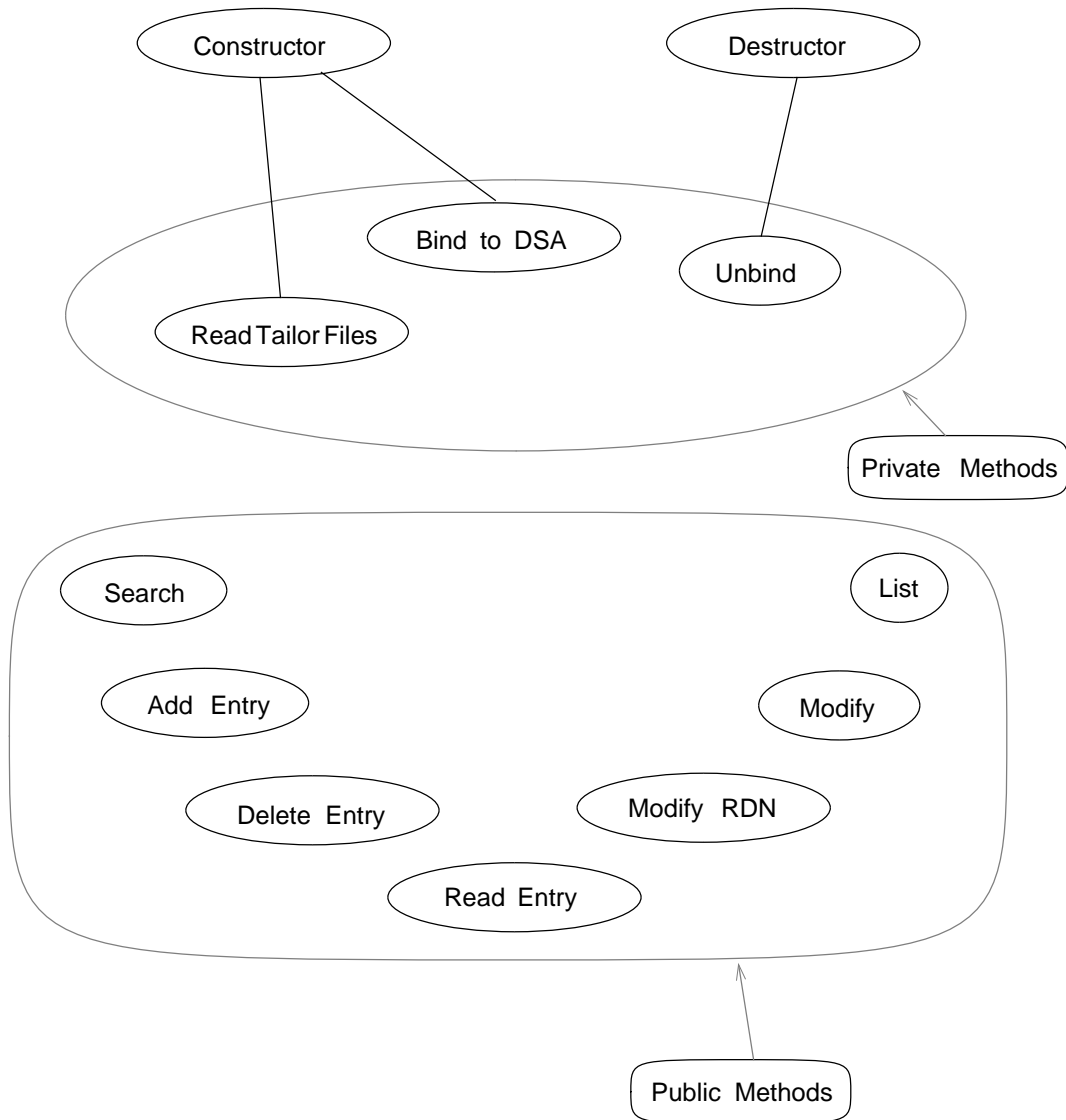 Constructor
Destructor
Bind to DSA
Unbind
Read Tailor Files
Private Methods
Search
List
Add Entry
Modify
Delete Entry
Modify RDN
Read Entry
Public Methods